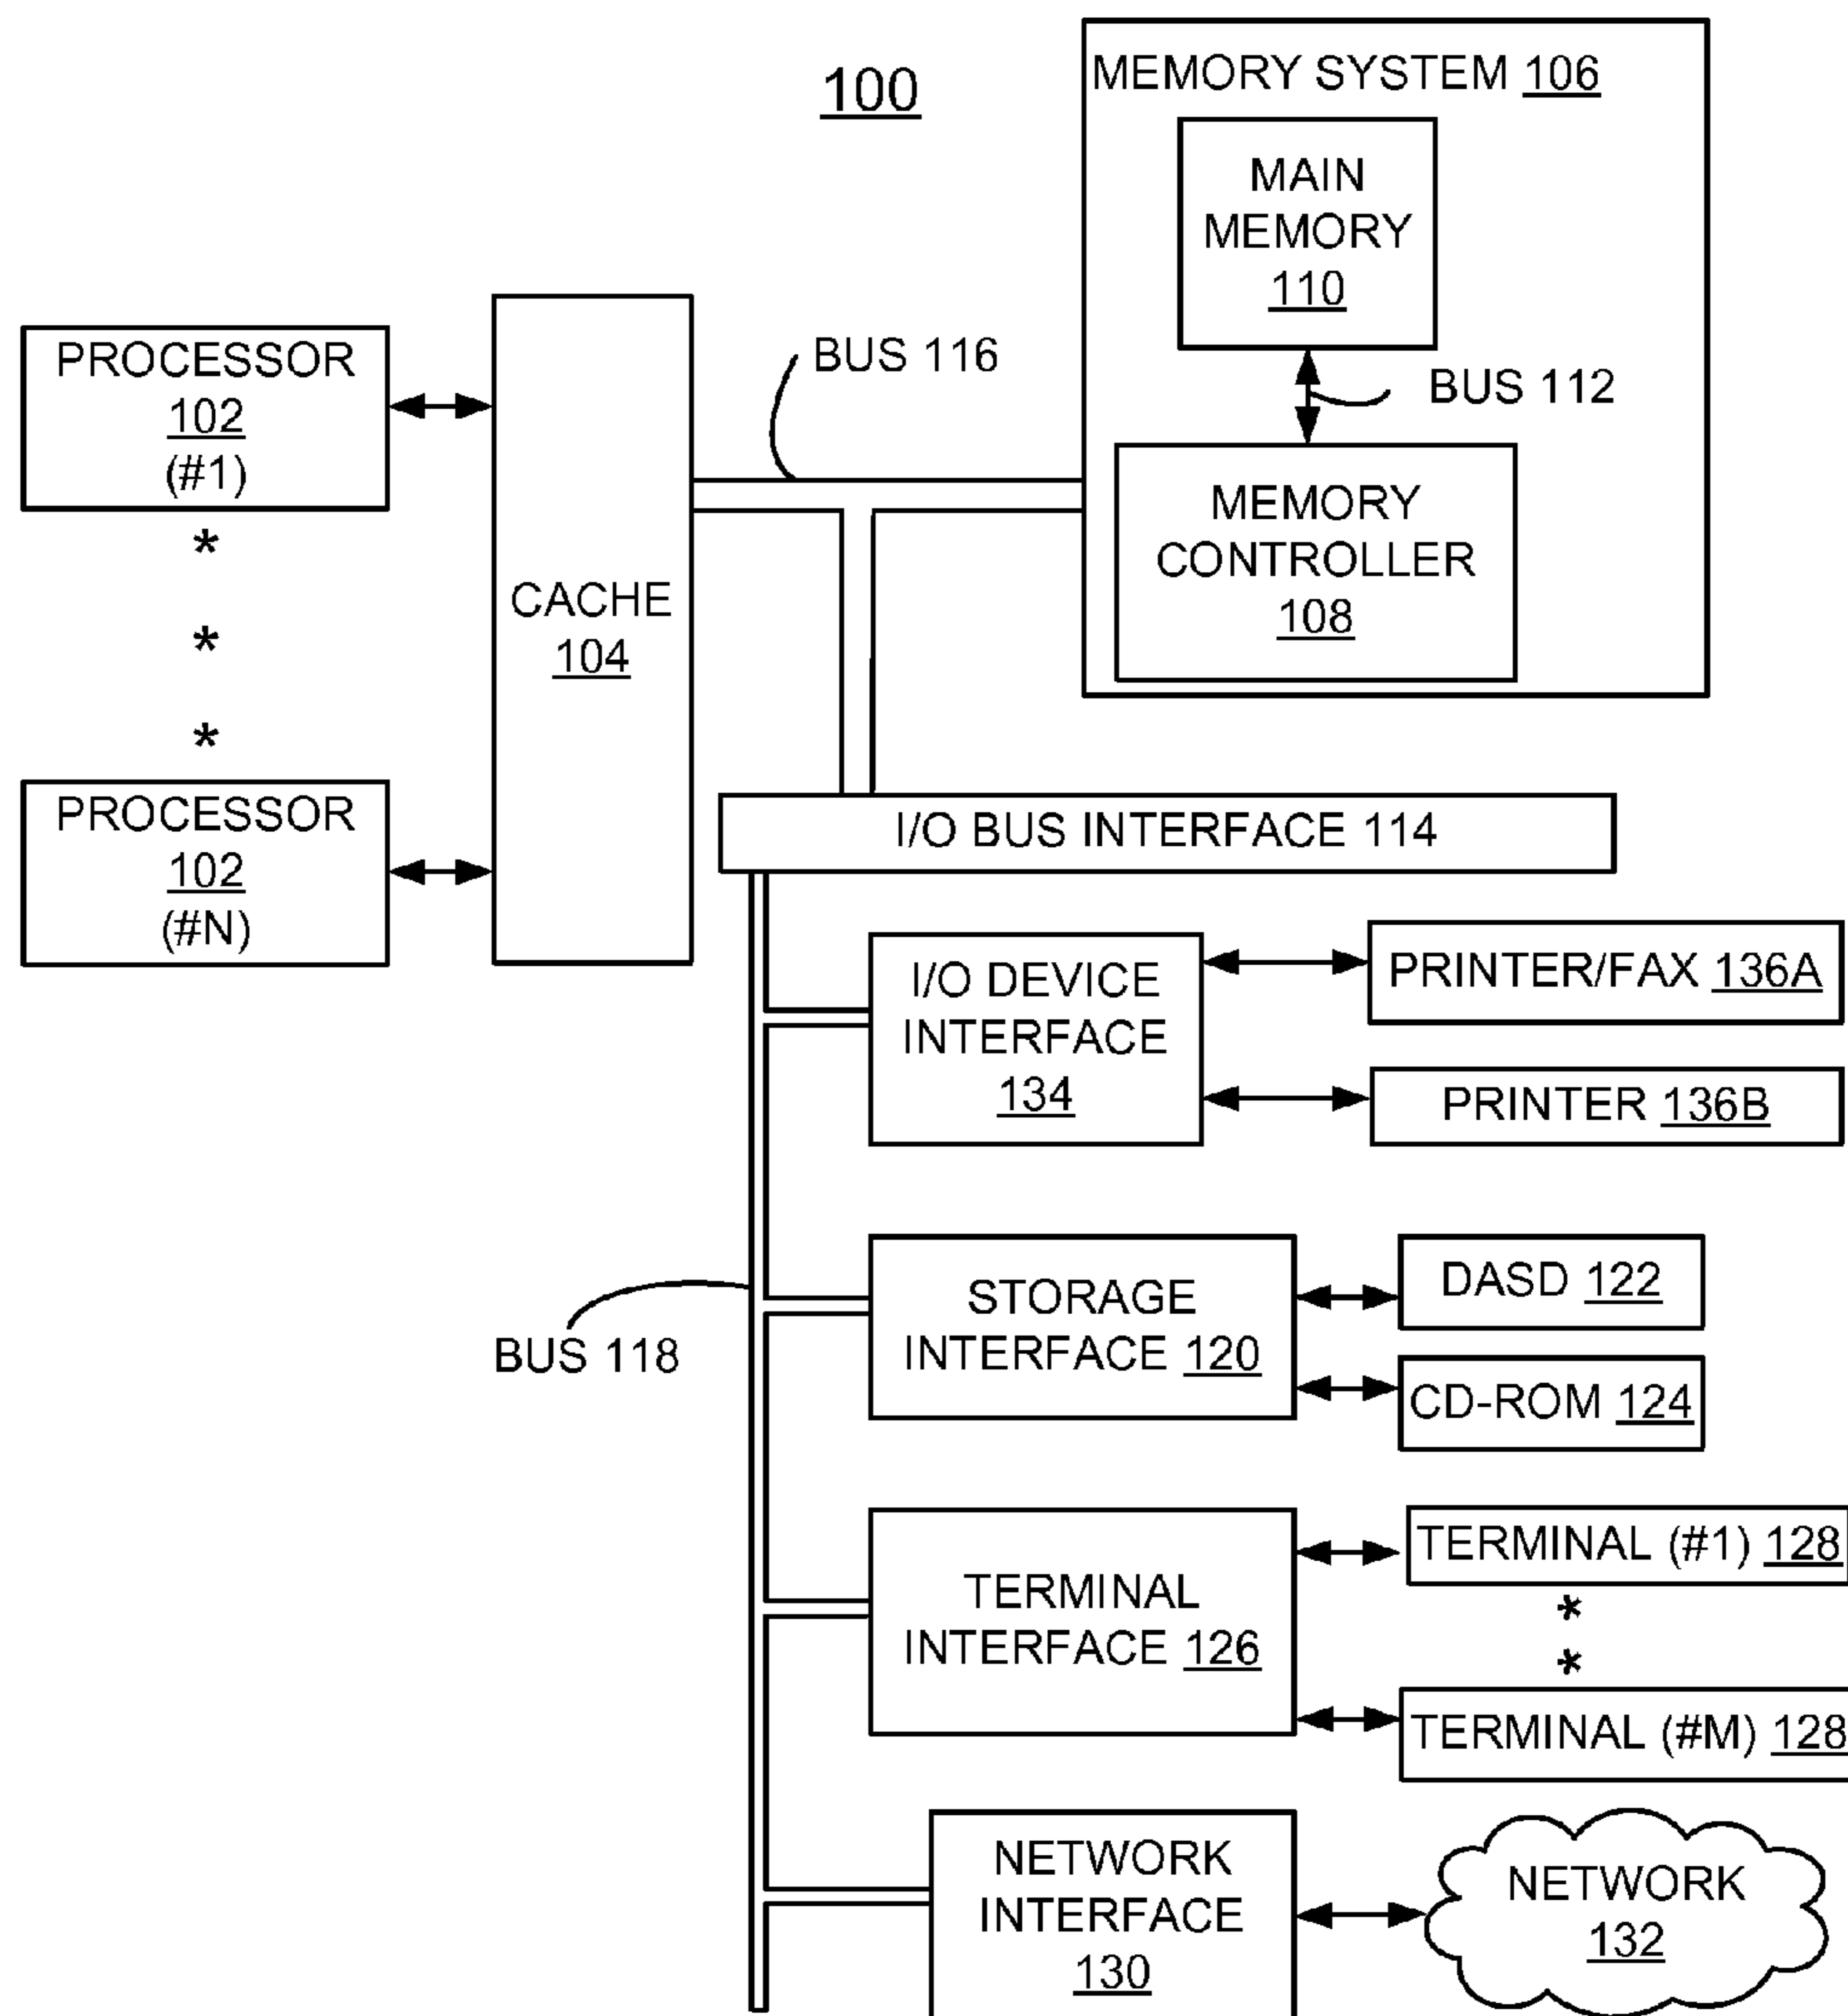 100
MEMORY SYSTEM 106
MAIN
MEMORY
110
BUS 112
MEMORY
CONTROLLER
108
BUS 116
PROCESSOR
102
(#1)
*
*
*
PROCESSOR
102
(#N)
CACHE
104
I/O BUS INTERFACE 114
I/O DEVICE
INTERFACE
134
PRINTER/FAX 136A
PRINTER 136B
BUS 118
STORAGE
INTERFACE 120
DASD 122
CD-ROM 124
TERMINAL
INTERFACE 126
TERMINAL (#1) 128
*
*
TERMINAL (#M) 128
NETWORK
INTERFACE
130
NETWORK
132